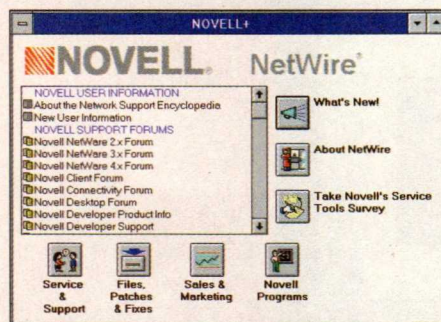 NOVELL+
NOVELL® NetWire®
NOVELL USER INFORMATION
About the Network Support Encyclopedia
New User Information
NOVELL SUPPORT FORUMS
Novell NetWare 2.x Forum
Novell NetWare 3.x Forum
Novell NetWare 4.x Forum
Novell Client Forum
Novell Connectivity Forum
Novell Desktop Forum
Novell Developer Product Info
Novell Developer Support
What's New!
About NetWire
Take Novell's Service
Tools Survey
Service
&
Support
Files,
Patches
& Fixes
Sales &
Marketing
Novell
Programs